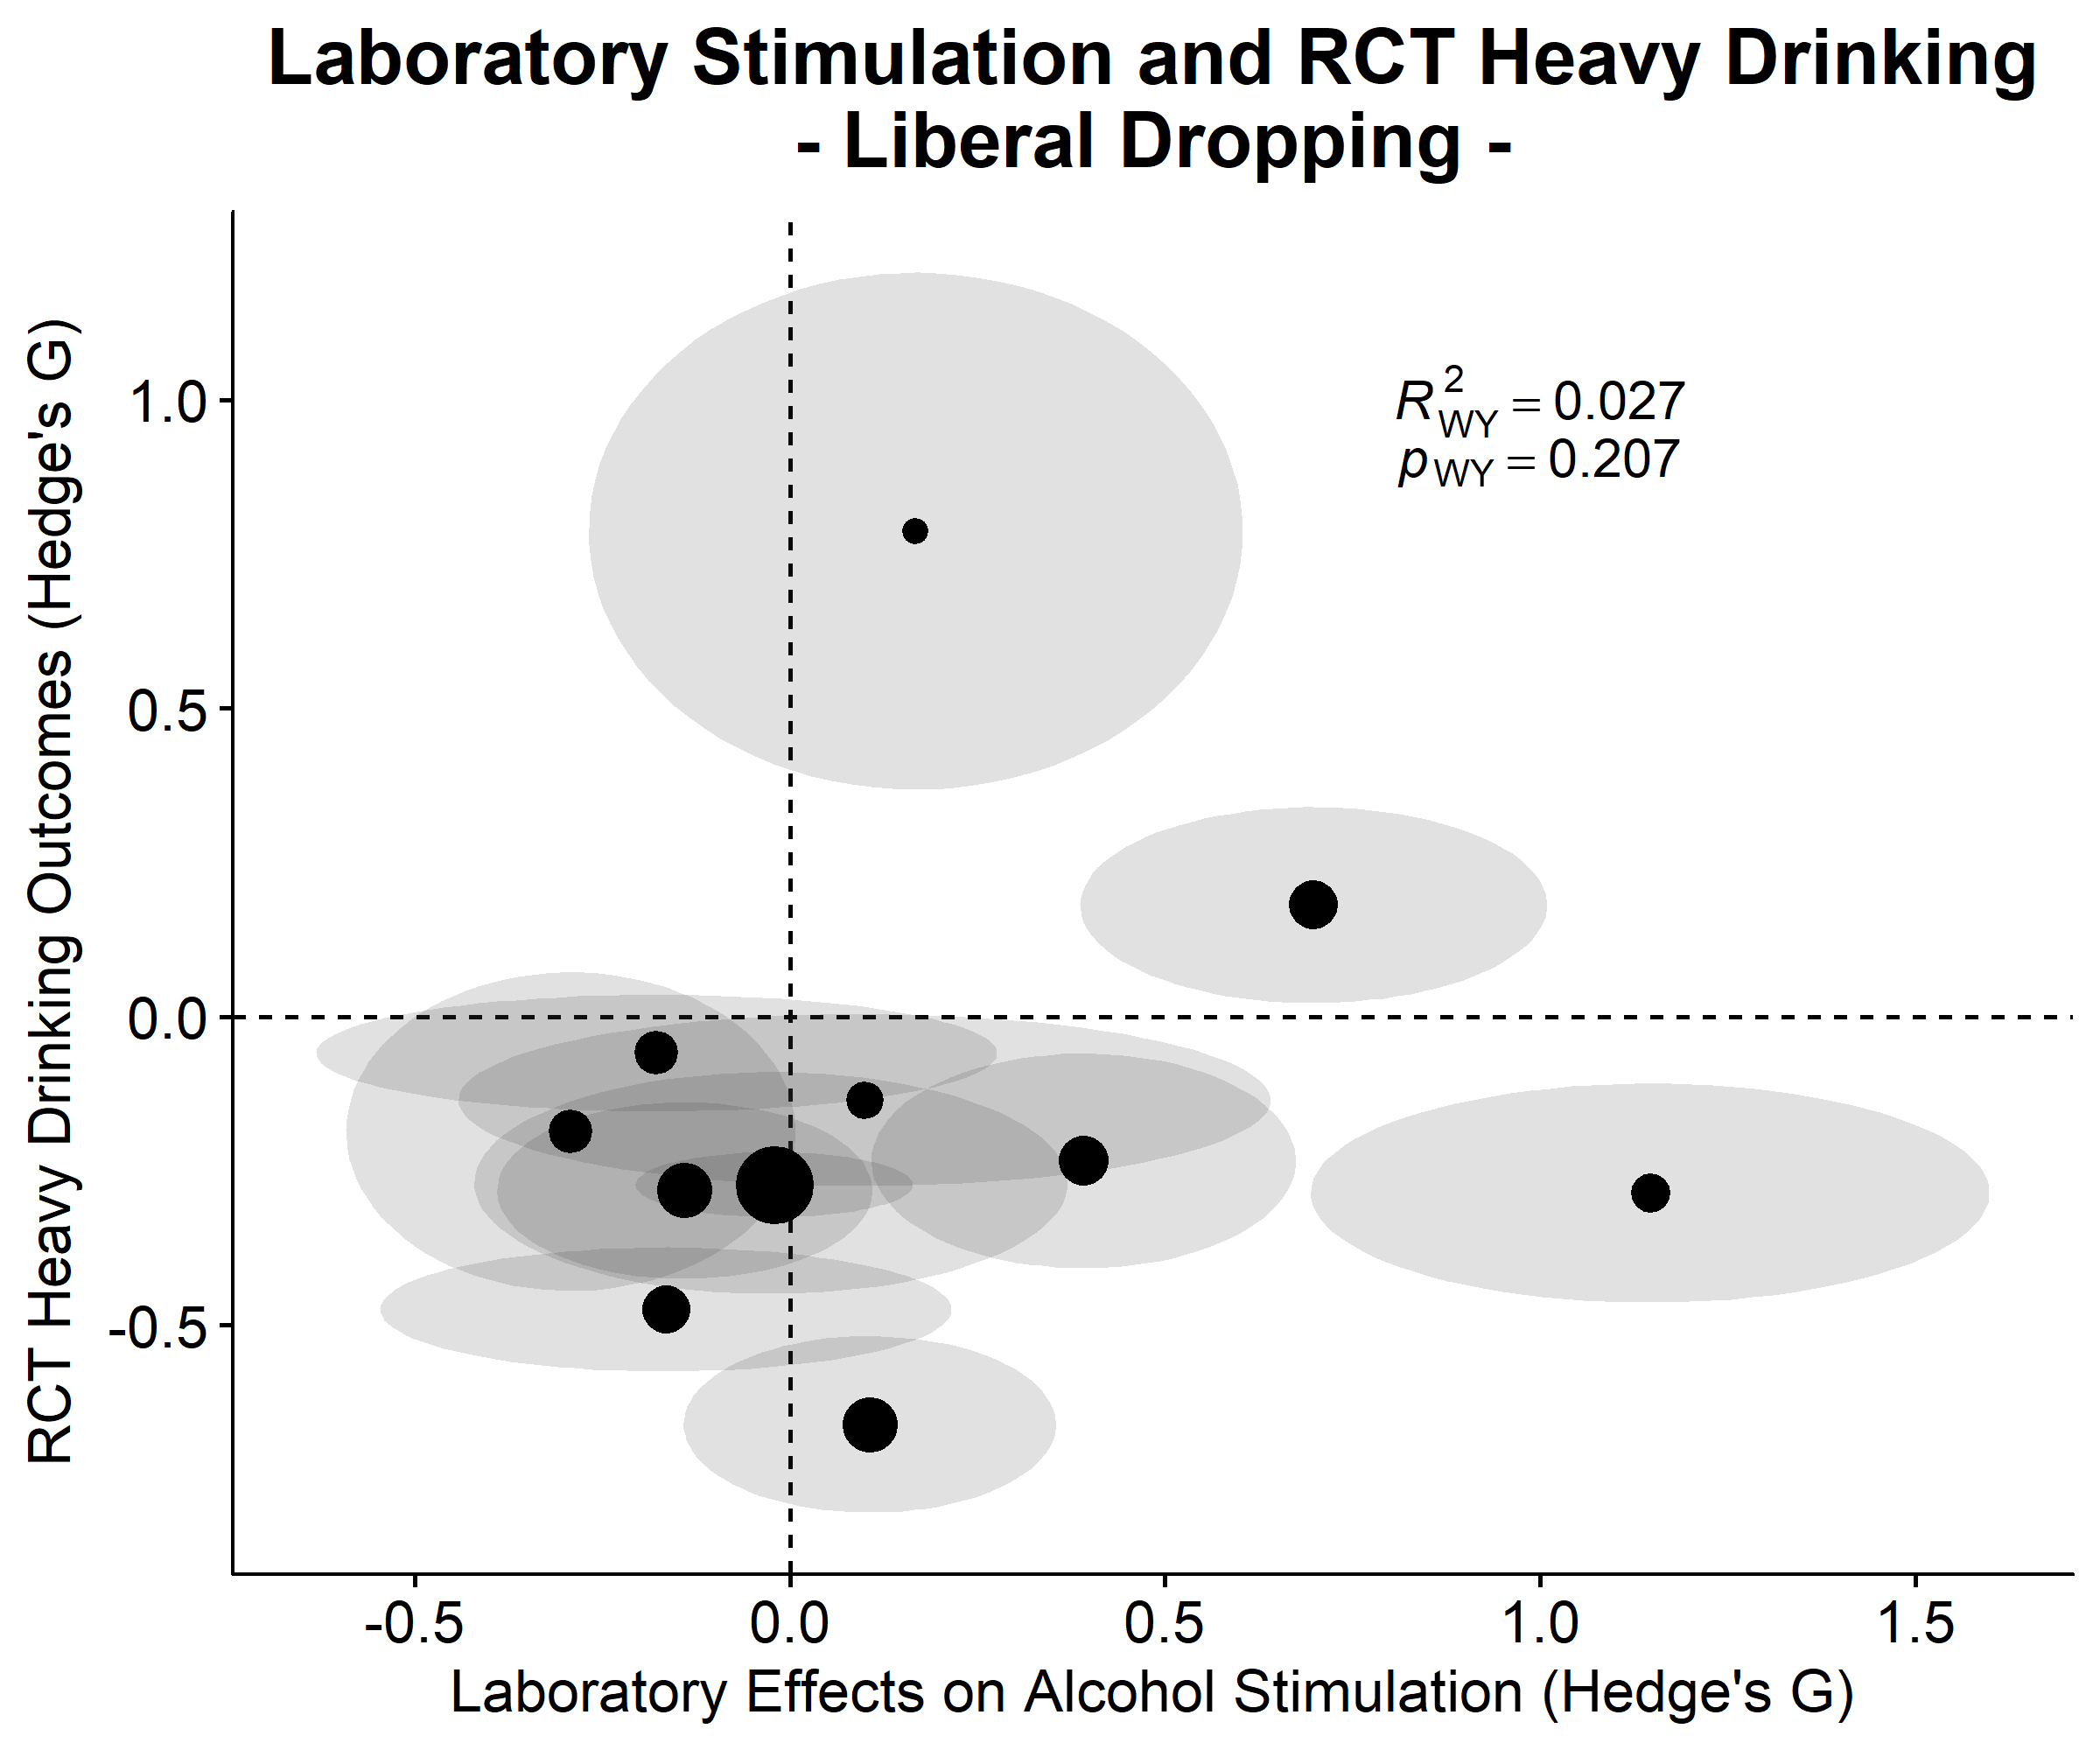 Laboratory Stimulation and RCT Heavy Drinking
- Liberal Dropping -
RCT Heavy Drinking Outcomes (Hedge's G)
1.0
0.5
0.0
-0.5
R²WY = 0.027
pWY = 0.207
-0.5 0.0 0.5 1.0 1.5
Laboratory Effects on Alcohol Stimulation (Hedge's G)